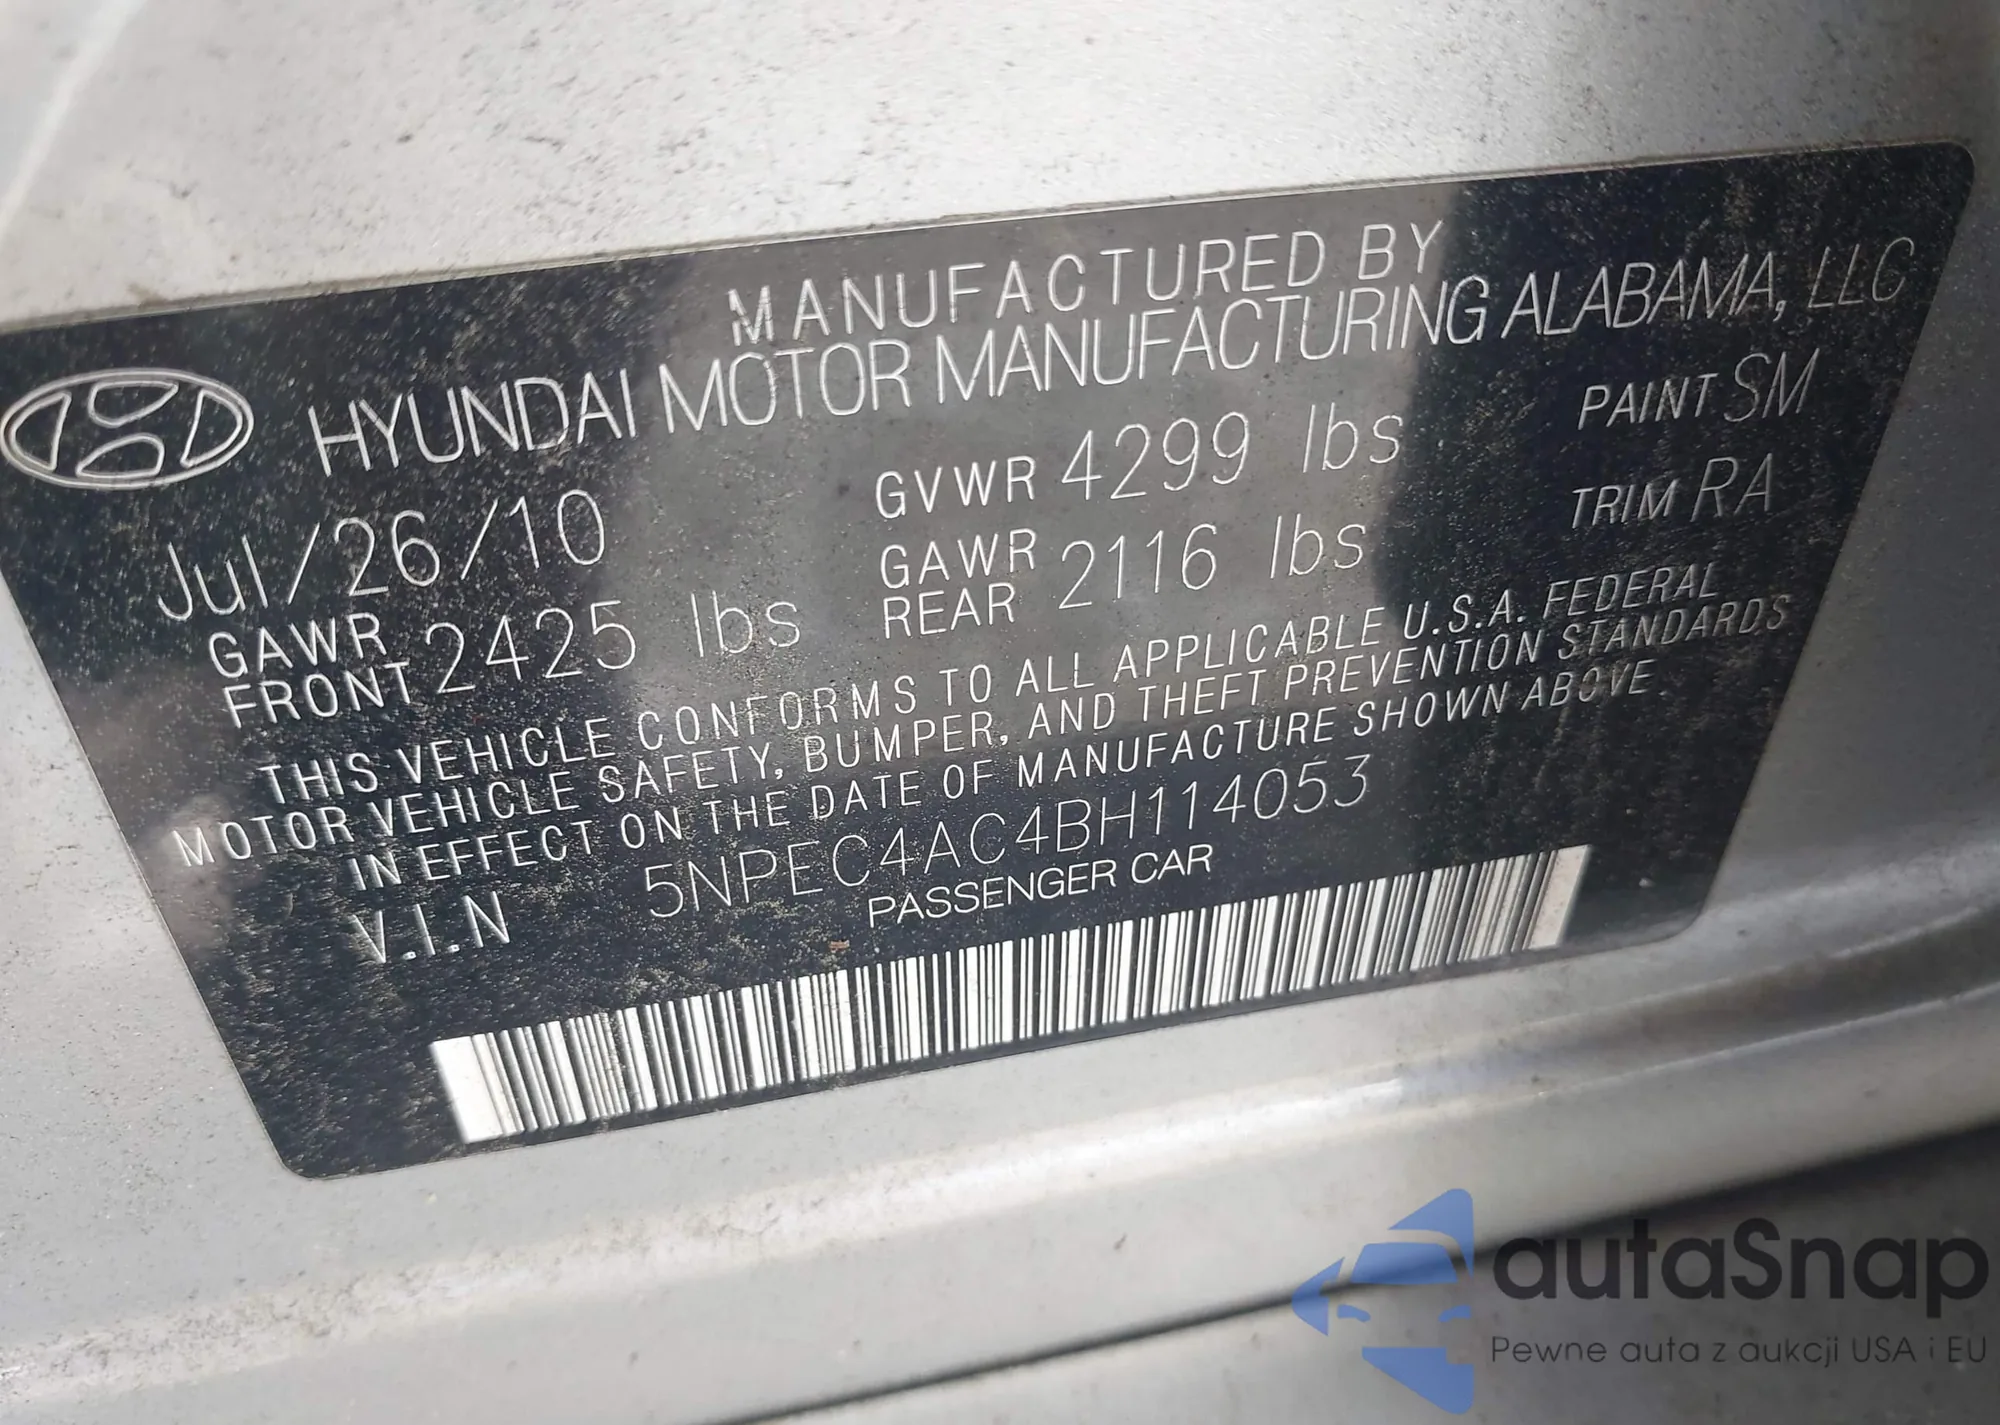 MANUFACTURED BY
HYUNDAI MOTOR MANUFACTURING ALABAMA, LLC
Jul/26/10 GVWR 4299 lbs PAINT SM
GAWR FRONT 2425 lbs GAWR REAR 2116 lbs TRIM RA
THIS VEHICLE CONFORMS TO ALL APPLICABLE U.S.A. FEDERAL
MOTOR VEHICLE SAFETY, BUMPER, AND THEFT PREVENTION STANDARDS
IN EFFECT ON THE DATE OF MANUFACTURE SHOWN ABOVE.
V.I.N 5NPEC4AC4BH114053
PASSENGER CAR
autaSnap
Pewne auta z aukcji USA i EU